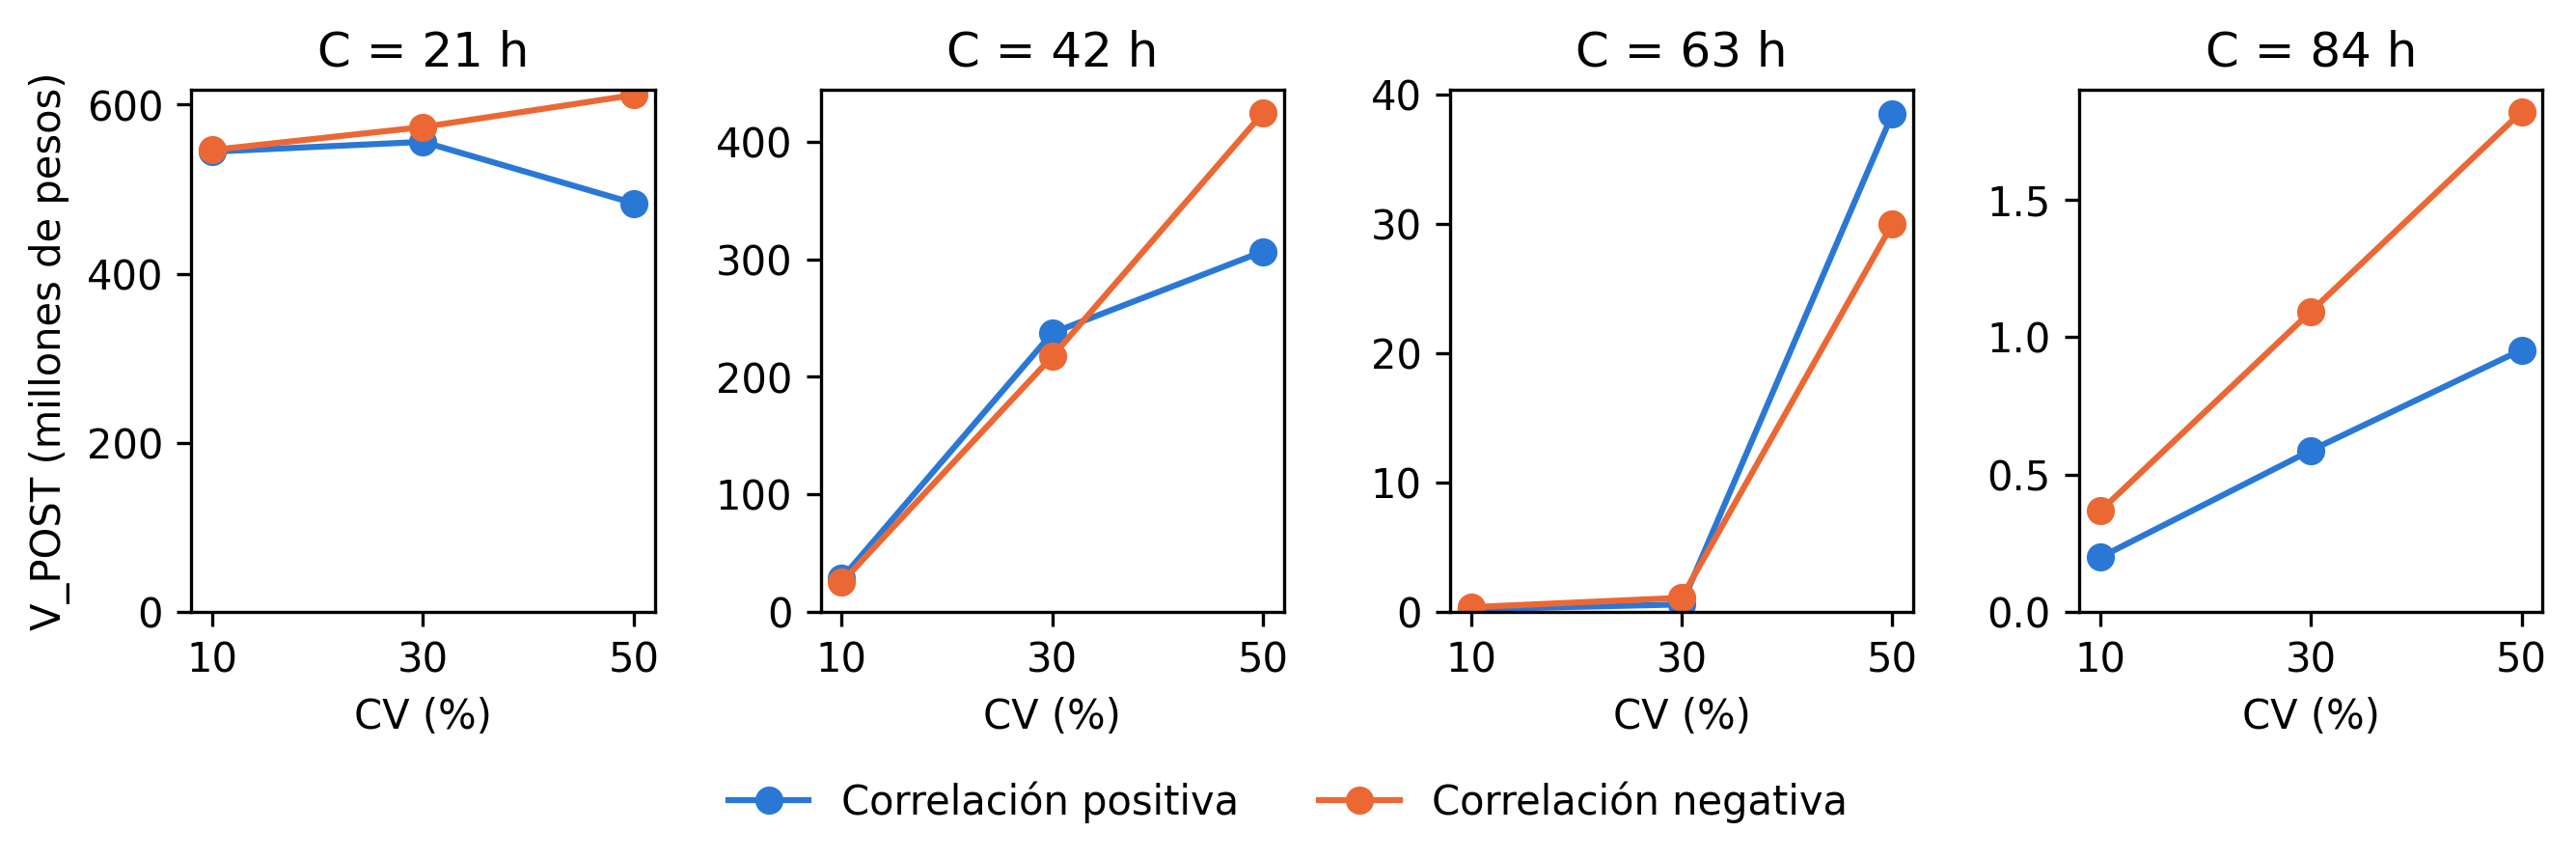 C = 21 h
C = 42 h
C = 63 h
C = 84 h
V_POST (millones de pesos)
600
400
200
0
10
30
50
CV (%)
400
300
200
100
0
10
30
50
CV (%)
40
30
20
10
0
10
30
50
CV (%)
1.5
1.0
0.5
0.0
10
30
50
CV (%)
Correlación positiva
Correlación negativa